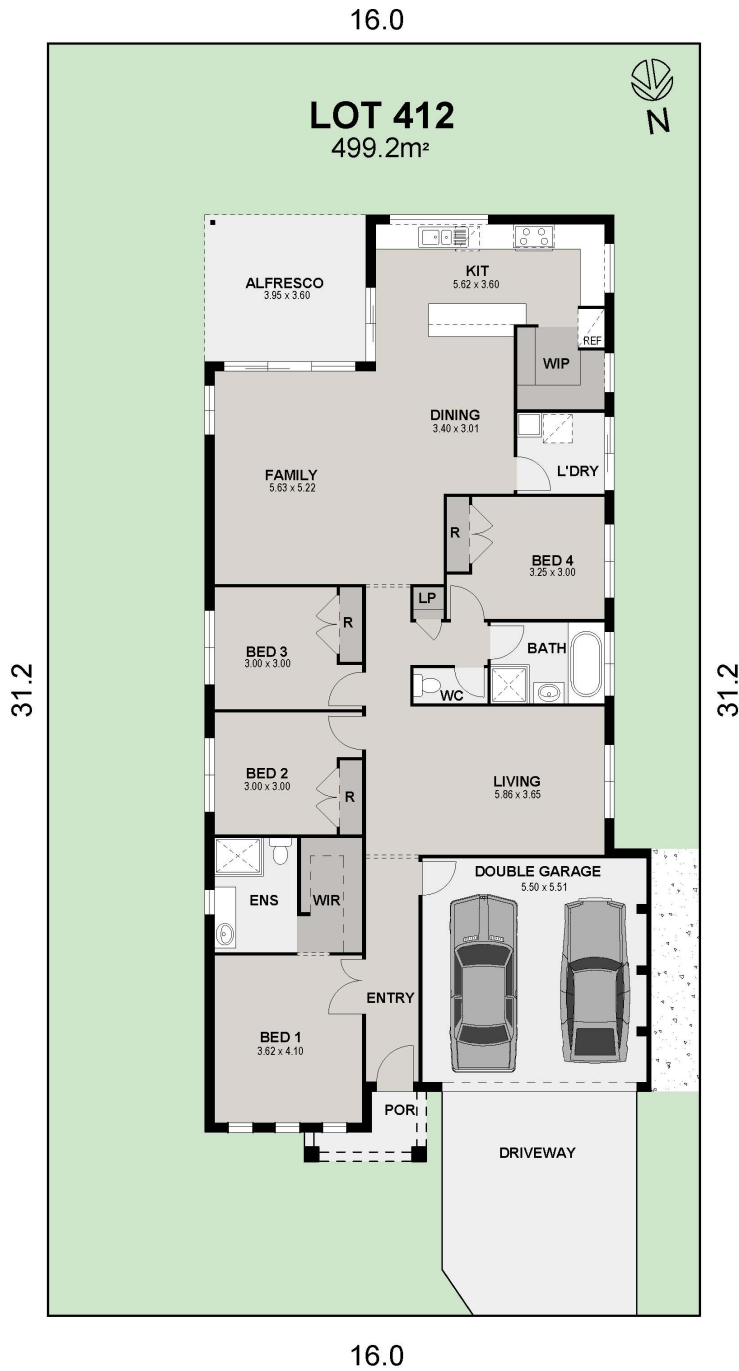 16.0
LOT 412
499.2m²
N
KIT
5.62 x 3.60
ALFRESCO
3.95 x 3.60
REF
WIP
DINING
3.40 x 3.01
L'DRY
FAMILY
5.63 x 5.22
R
BED 4
3.25 x 3.00
LP
R
BED 3
3.00 x 3.00
BATH
WC
31.2
31.2
BED 2
3.00 x 3.00
R
LIVING
5.86 x 3.65
DOUBLE GARAGE
5.50 x 5.51
ENS
WIR
ENTRY
BED 1
3.62 x 4.10
POR
DRIVEWAY
16.0